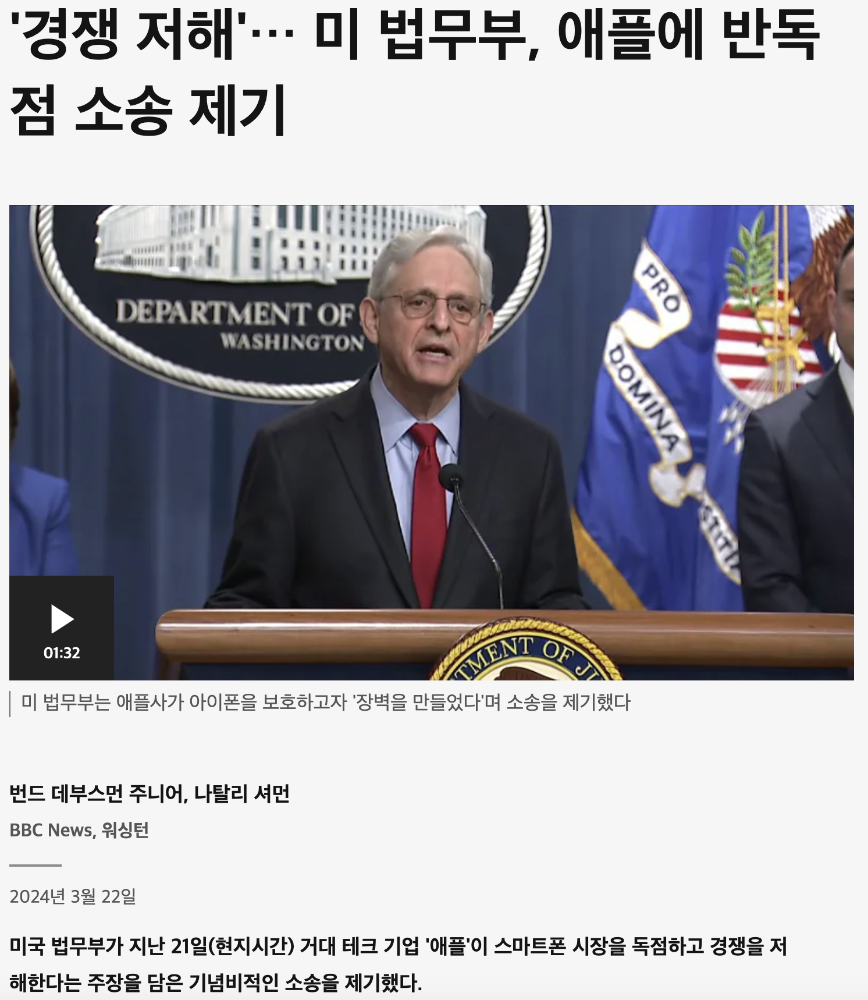 '경쟁 저해'… 미 법무부, 애플에 반독
점 소송 제기
DEPARTMENT OF
WASHINGTON
PRO
DOMINA
STITIA
01:32
TMENT OF JU
미 법무부는 애플사가 아이폰을 보호하고자 '장벽을 만들었다'며 소송을 제기했다
번드 데부스먼 주니어, 나탈리 셔먼
BBC News, 워싱턴
2024년 3월 22일
미국 법무부가 지난 21일(현지시간) 거대 테크 기업 '애플'이 스마트폰 시장을 독점하고 경쟁을 저
해한다는 주장을 담은 기념비적인 소송을 제기했다.